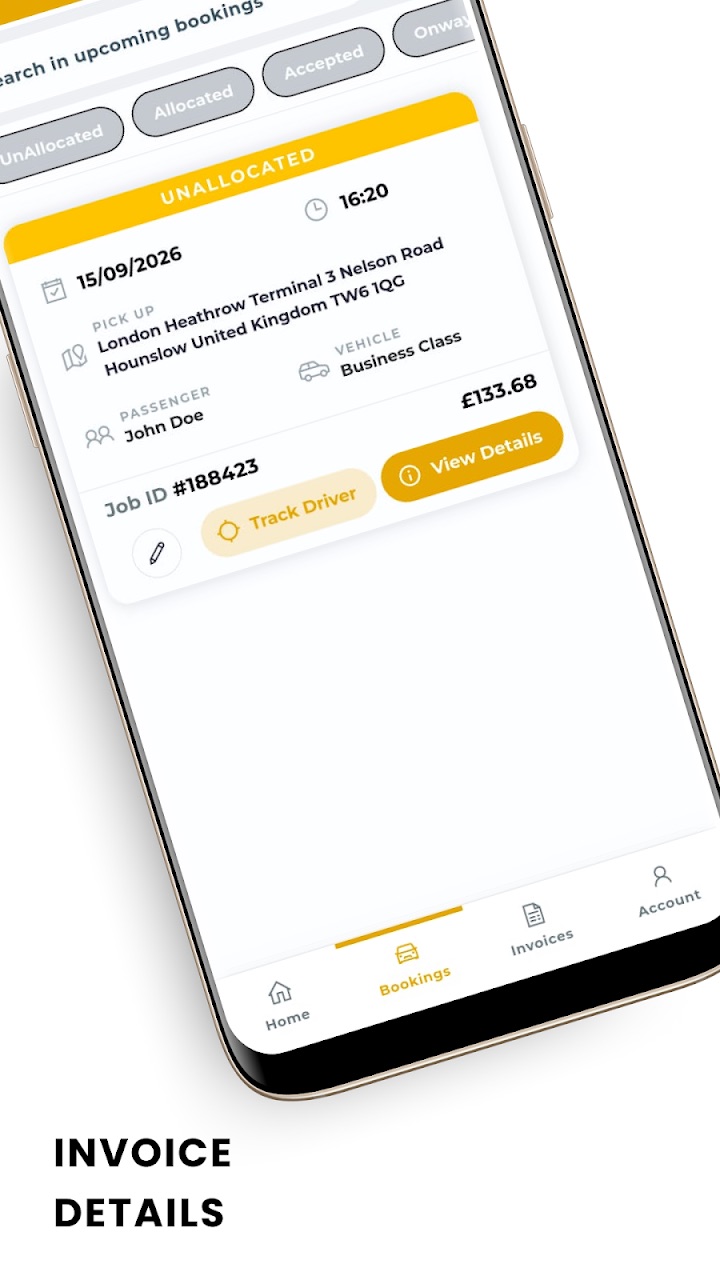 earch in upcoming bookings
UnAllocated
Allocated
Accepted
Onway
UNALLOCATED
15/09/2026
16:20
PICK UP
London Heathrow Terminal 3 Nelson Road
Hounslow United Kingdom TW6 1QG
PASSENGER
John Doe
VEHICLE
Business Class
£133.68
Job ID #188423
Track Driver
View Details
Home
Bookings
Invoices
Account
INVOICE
DETAILS